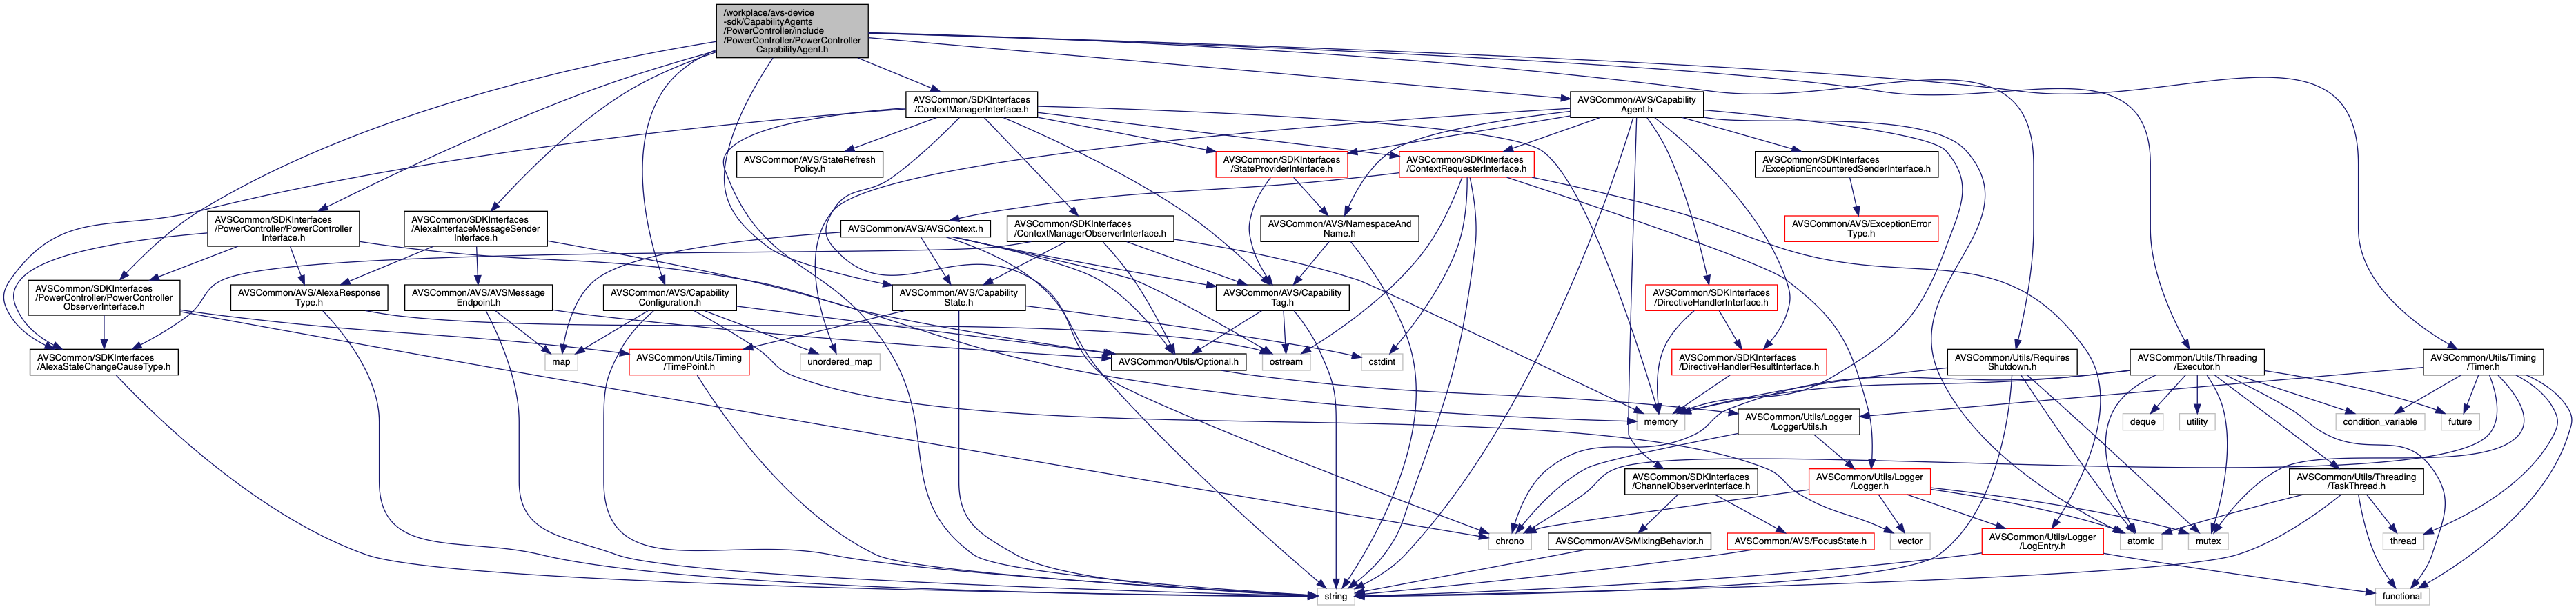 /workplace/avs-device
-sdk/CapabilityAgents
/PowerController/include
/PowerController/PowerController
CapabilityAgent.h
AVSCommon/SDKInterfaces
/ContextManagerInterface.h
AVSCommon/AVS/Capability
Agent.h
AVSCommon/AVS/StateRefresh
Policy.h
AVSCommon/SDKInterfaces
/StateProviderInterface.h
AVSCommon/SDKInterfaces
/ContextRequesterInterface.h
AVSCommon/SDKInterfaces
/ExceptionEncounteredSenderInterface.h
AVSCommon/SDKInterfaces
/PowerController/PowerController
Interface.h
AVSCommon/SDKInterfaces
/AlexaInterfaceMessageSender
Interface.h
AVSCommon/AVS/AVSContext.h
AVSCommon/SDKInterfaces
/ContextManagerObserverInterface.h
AVSCommon/AVS/NamespaceAnd
Name.h
AVSCommon/AVS/ExceptionError
Type.h
AVSCommon/SDKInterfaces
/PowerController/PowerController
ObserverInterface.h
AVSCommon/AVS/AlexaResponse
Type.h
AVSCommon/AVS/AVSMessage
Endpoint.h
AVSCommon/AVS/Capability
Configuration.h
AVSCommon/AVS/Capability
State.h
AVSCommon/AVS/Capability
Tag.h
AVSCommon/SDKInterfaces
/DirectiveHandlerInterface.h
AVSCommon/SDKInterfaces
/AlexaStateChangeCauseType.h
map
AVSCommon/Utils/Timing
/TimePoint.h
unordered_map
AVSCommon/Utils/Optional.h
ostream
cstdint
AVSCommon/SDKInterfaces
/DirectiveHandlerResultInterface.h
AVSCommon/Utils/Requires
Shutdown.h
AVSCommon/Utils/Threading
/Executor.h
AVSCommon/Utils/Timing
/Timer.h
memory
AVSCommon/Utils/Logger
/LoggerUtils.h
deque
utility
condition_variable
future
AVSCommon/SDKInterfaces
/ChannelObserverInterface.h
AVSCommon/Utils/Logger
/Logger.h
AVSCommon/Utils/Threading
/TaskThread.h
chrono
AVSCommon/AVS/MixingBehavior.h
AVSCommon/AVS/FocusState.h
vector
AVSCommon/Utils/Logger
/LogEntry.h
atomic
mutex
thread
string
functional